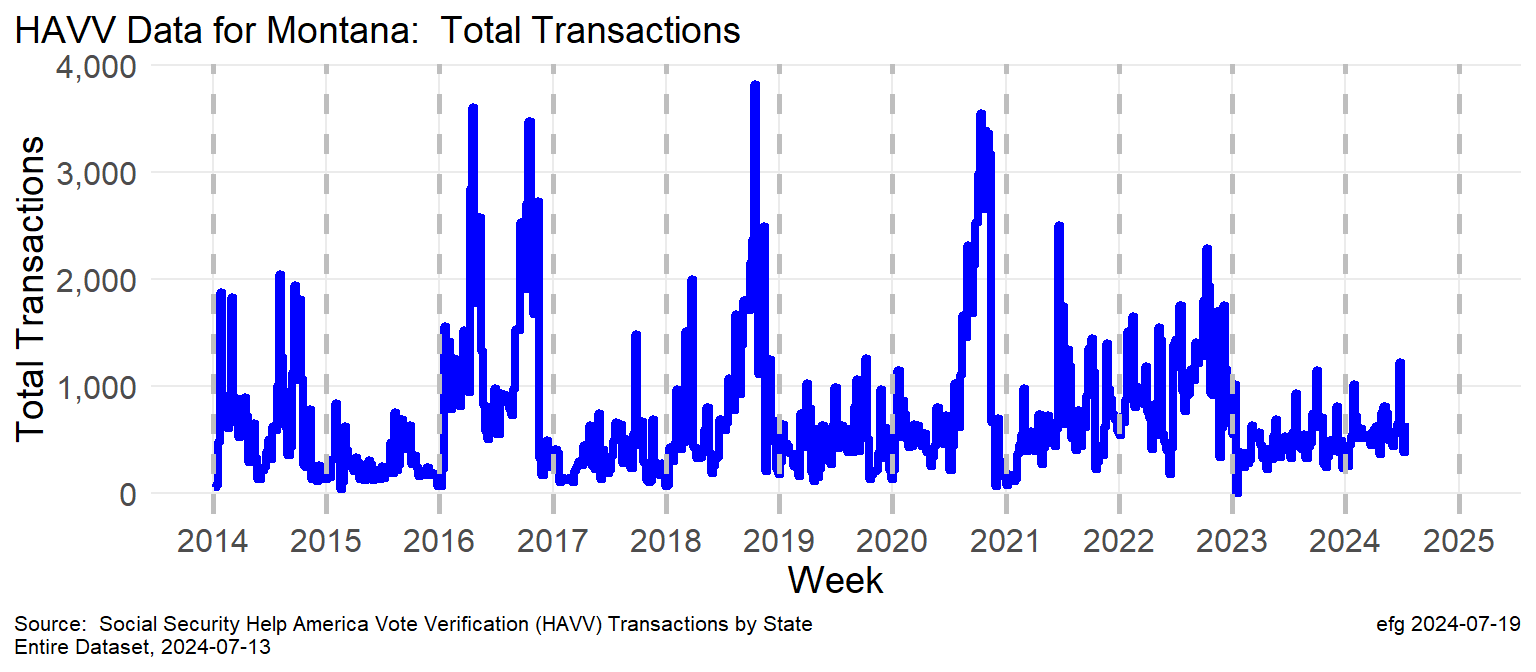 HAVV Data for Montana:  Total Transactions
4,000
3,000
2,000
1,000
0
Total Transactions
2014 2015 2016 2017 2018 2019 2020 2021 2022 2023 2024 2025
Week
Source:  Social Security Help America Vote Verification (HAVV) Transactions by State
Entire Dataset, 2024-07-13
efg 2024-07-19